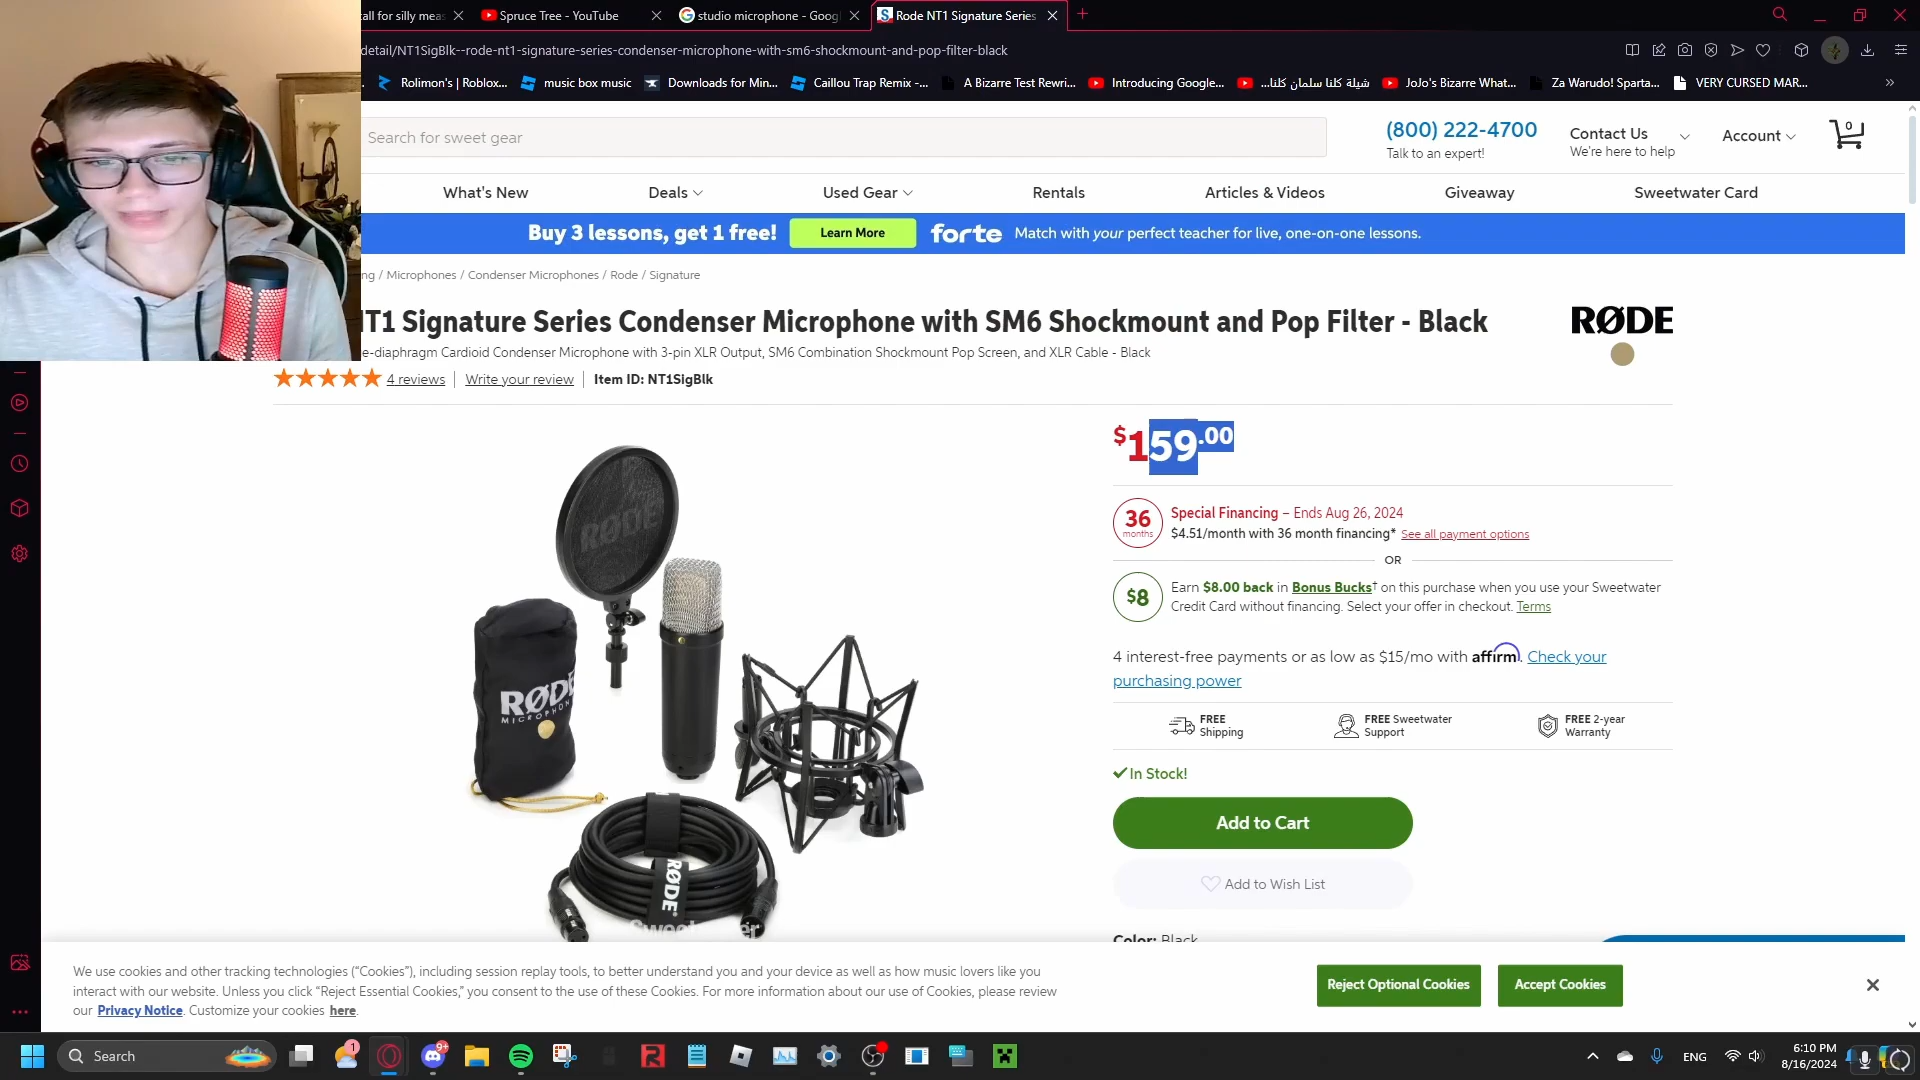 call for silly meas
Spruce Tree - YouTube
studio microphone - Googl
Rode NT1 Signature Series
detail/NT1SigBlk--rode-nt1-signature-series-condenser-microphone-with-sm6-shockmount-and-pop-filter-black
Rolimon's | Roblox...
music box music
Downloads for Min...
Caillou Trap Remix -...
A Bizarre Test Rewri...
Introducing Google...
شيلة كلنا سلمان كلنا...
JoJo's Bizarre What...
Za Warudo! Sparta...
VERY CURSED MAR...
Search for sweet gear
(800) 222-4700
Talk to an expert!
Contact Us
We're here to help
Account
0
What's New
Deals
Used Gear
Rentals
Articles & Videos
Giveaway
Sweetwater Card
Buy 3 lessons, get 1 free!
Learn More
forte
Match with your perfect teacher for live, one-on-one lessons.
ng / Microphones / Condenser Microphones / Rode / Signature
NT1 Signature Series Condenser Microphone with SM6 Shockmount and Pop Filter - Black
RØDE
e-diaphragm Cardioid Condenser Microphone with 3-pin XLR Output, SM6 Combination Shockmount Pop Screen, and XLR Cable - Black
4 reviews
Write your review
Item ID: NT1SigBlk
$159.00
36
months
Special Financing – Ends Aug 26, 2024
$4.51/month with 36 month financing* See all payment options
OR
$8
Earn $8.00 back in Bonus Bucks† on this purchase when you use your Sweetwater
Credit Card without financing. Select your offer in checkout. Terms
4 interest-free payments or as low as $15/mo with affirm. Check your
purchasing power
FREE
Shipping
FREE Sweetwater
Support
FREE 2-year
Warranty
In Stock!
Add to Cart
Add to Wish List
Color: Black
RØDE
RØDE
MICROPHONES
RØDE
Sweetwater
We use cookies and other tracking technologies (“Cookies”), including session replay tools, to better understand you and your device as well as how music lovers like you
interact with our website. Unless you click “Reject Essential Cookies,” you consent to the use of these Cookies. For more information about our use of Cookies, please review
our Privacy Notice. Customize your cookies here.
Reject Optional Cookies
Accept Cookies
Search
1
9+
ENG
6:10 PM
8/16/2024